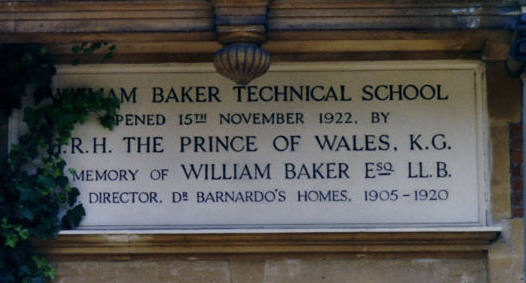 WILLIAM BAKER TECHNICAL SCHOOL
OPENED 15TH NOVEMBER 1922, BY
H.R.H. THE PRINCE OF WALES, K.G.
MEMORY OF WILLIAM BAKER ESQ LL.B.
DIRECTOR, DR BARNARDO'S HOMES, 1905-1920